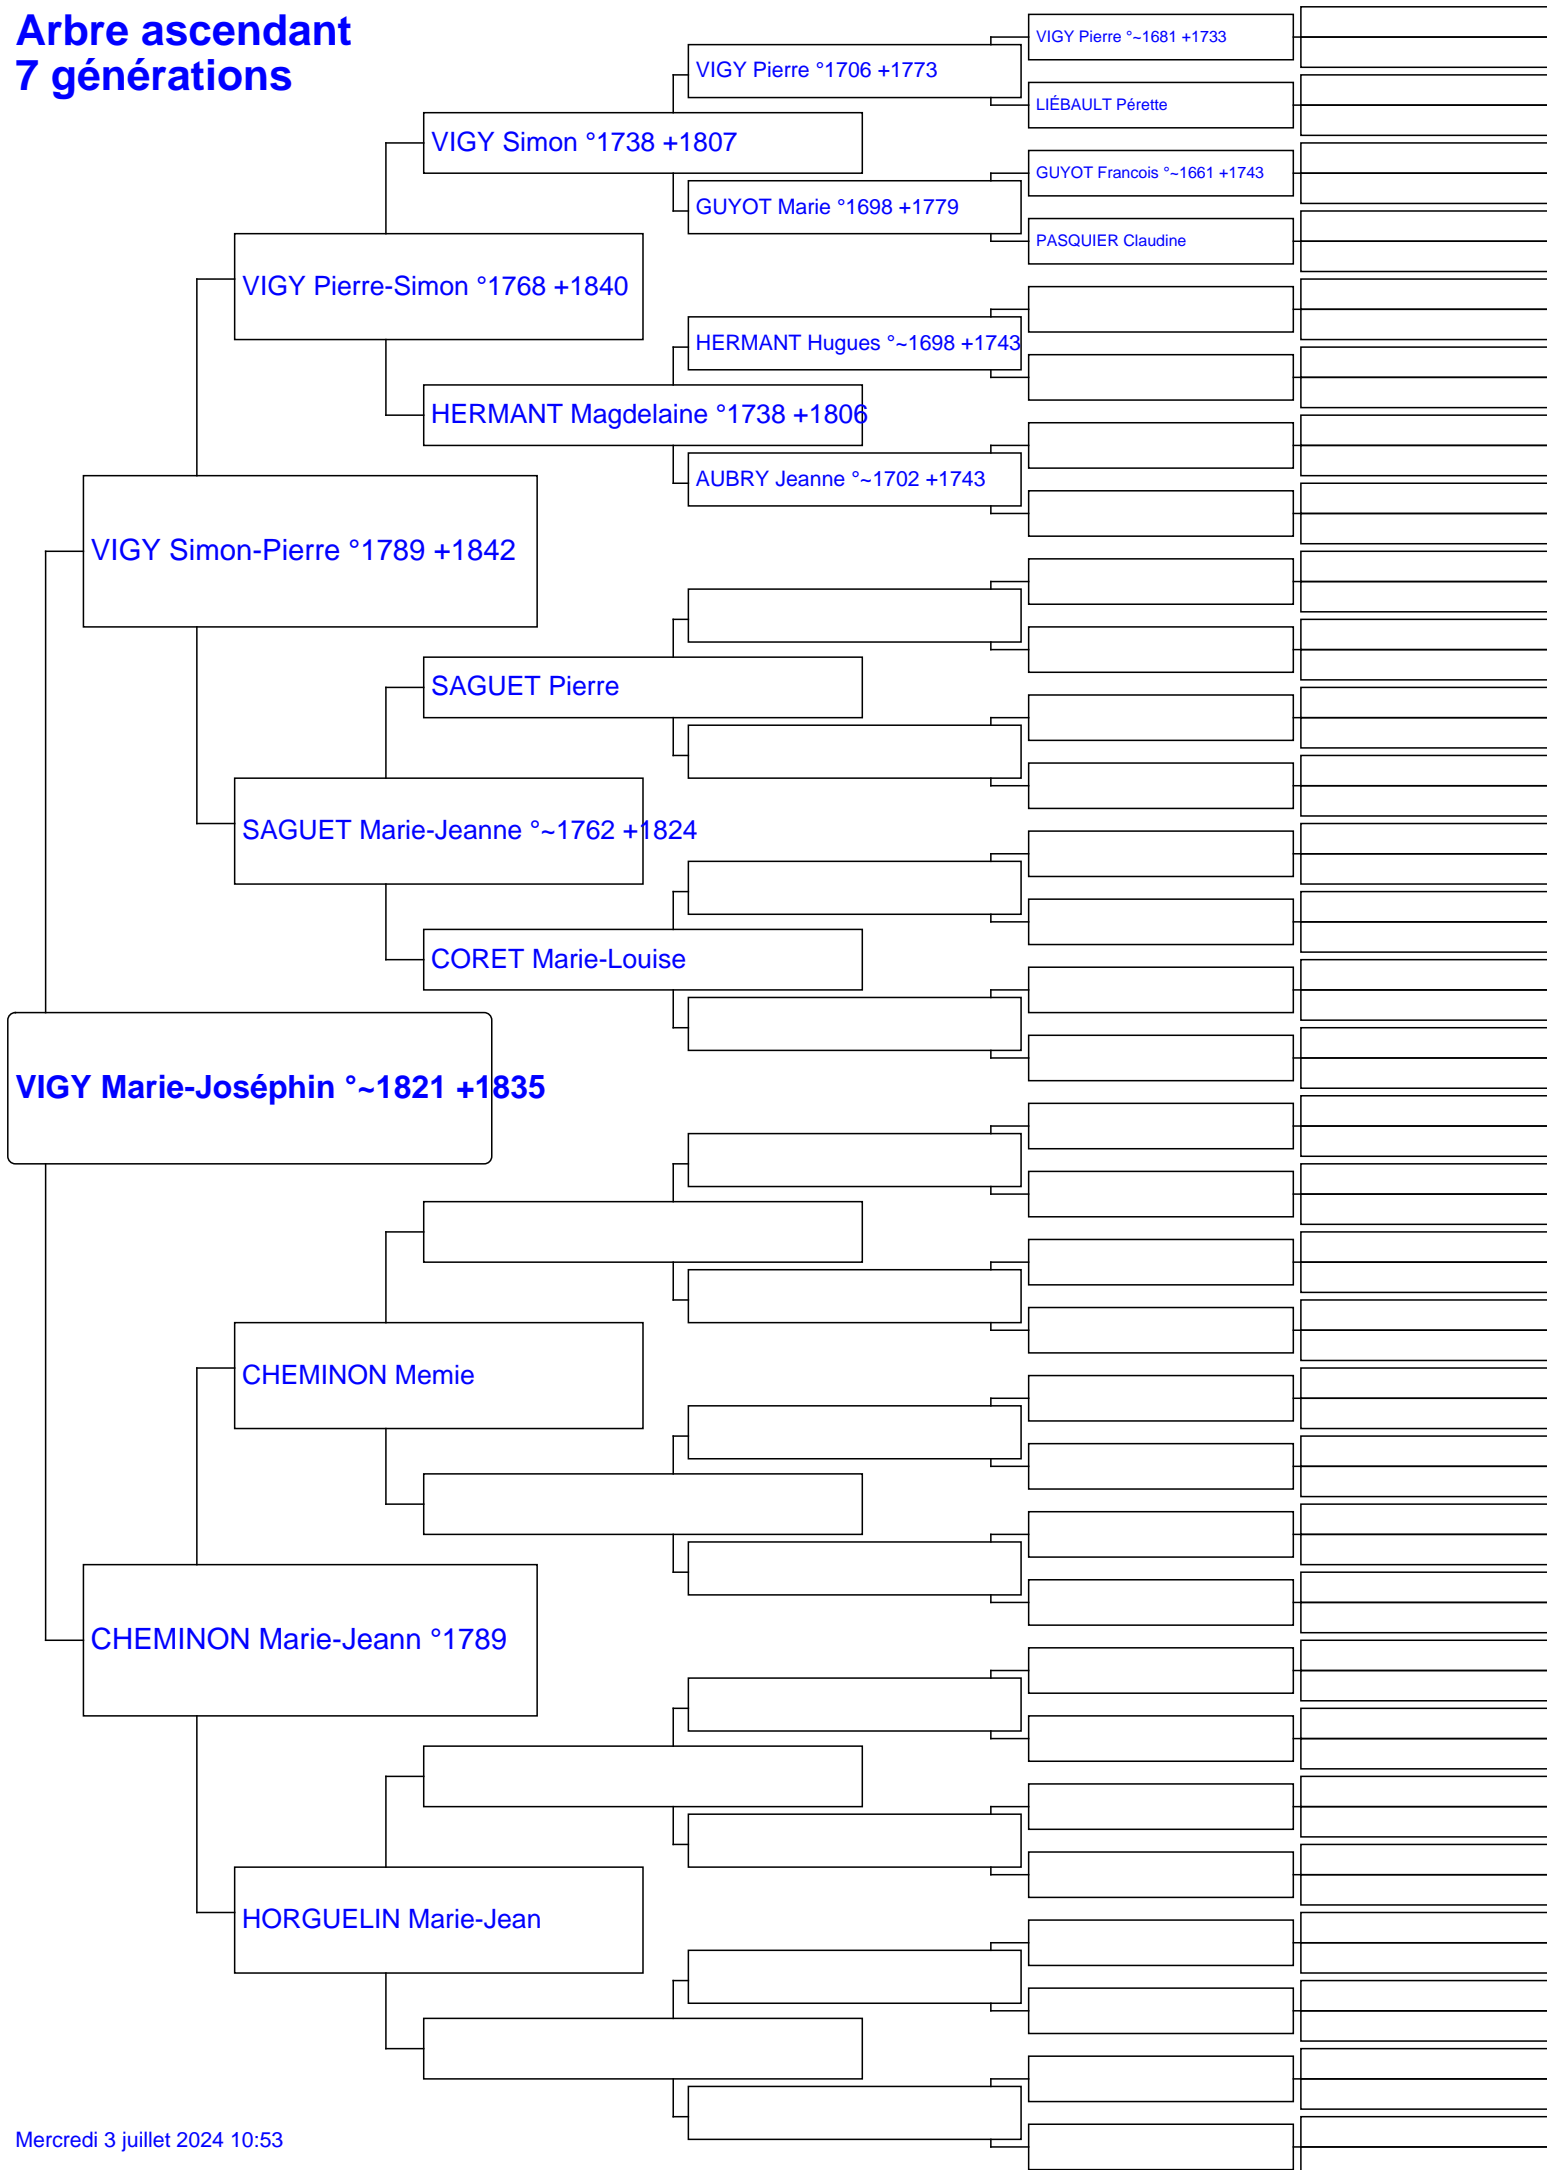 Arbre ascendant
7 générations
VIGY Pierre °~1681 +1733
VIGY Pierre °1706 +1773
LIÉBAULT Pérette
VIGY Simon °1738 +1807
GUYOT Francois °~1661 +1743
GUYOT Marie °1698 +1779
PASQUIER Claudine
VIGY Pierre-Simon °1768 +1840
HERMANT Hugues °~1698 +1743
HERMANT Magdelaine °1738 +1806
AUBRY Jeanne °~1702 +1743
VIGY Simon-Pierre °1789 +1842
SAGUET Pierre
SAGUET Marie-Jeanne °~1762 +1824
CORET Marie-Louise
VIGY Marie-Joséphin °~1821 +1835
CHEMINON Memie
CHEMINON Marie-Jeann °1789
HORGUELIN Marie-Jean
Mercredi 3 juillet 2024 10:53